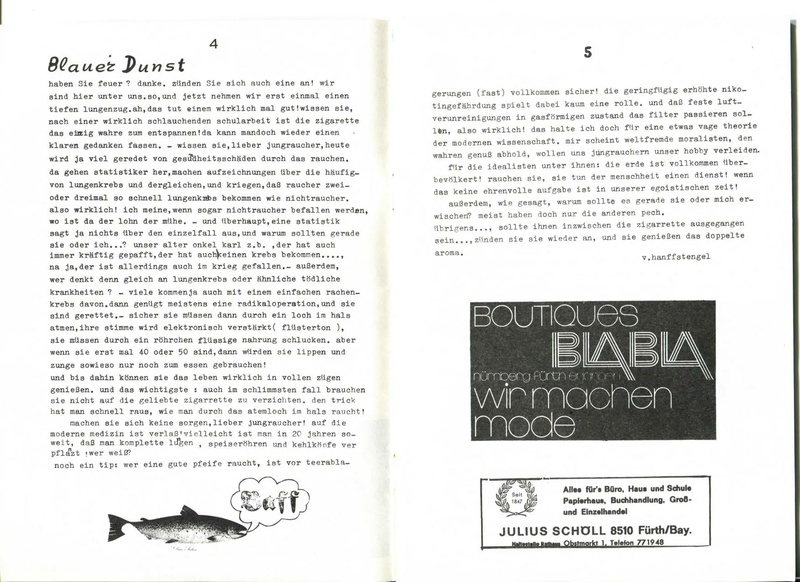 4
Blauer Dunst
haben Sie feuer? danke. zünden Sie sich auch eine an! wir
sind hier unter uns.so,und jetzt nehmen wir erst einmal einen
tiefen lungenzug.ah,das tut einem wirklich mal gut!wissen sie,
nach einer wirklich schlauchenden schularbeit ist die zigarette
das einzig wahre zum entspannen!da kann mandoch wieder einen
klaren gedanken fassen. - wissen sie,lieber jungraucher,heute
wird ja viel geredet von gesundheitsschäden durch das rauchen.
da gehen statistiker her,machen aufzeichnungen über die häufig-
von lungenkrebs und dergleichen,und kriegen,daß raucher zwei-
oder dreimal so schnell lungenkrebs bekommen wie nichtraucher.
also wirklich! ich meine,wenn sogar nichtraucher befallen werden,
wo ist da der lohn der mühe. - und überhaupt,eine statistik
sagt ja nichts über den einzelfall aus,und warum sollten gerade
sie oder ich...? unser alter onkel karl z.b. ,der hat auch
immer kräftig gepafft,der hat auch keinen krebs bekommen....,
na ja,der ist allerdings auch im krieg gefallen.- außerdem,
wer denkt denn gleich an lungenkrebs oder ähnliche tödliche
krankheiten? - viele kommenja auch mit einem einfachen rachen-
krebs davon.dann genügt meistens eine radikaloperation,und sie
sind gerettet.- sicher sie müssen dann durch ein loch im hals
atmen,ihre stimme wird elektronisch verstärkt( flüsterton ),
sie müssen durch ein röhrchen flüssige nahrung schlucken. aber
wenn sie erst mal 40 oder 50 sind,dann würden sie lippen und
zunge sowieso nur noch zum essen gebrauchen!
und bis dahin können sie das leben wirklich in vollen zügen
genießen. und das wichtigste : auch im schlimmsten fall brauchen
sie nicht auf die geliebte zigarrette zu verzichten. den trick
hat man schnell raus, wie man durch das atemloch im hals raucht!
machen sie sich keine sorgen,lieber jungraucher! auf die
moderne medizin ist verlaß!vielleicht ist man in 20 jahren so-
weit, daß man komplette lungen , speiseröhren und kehlköpfe ver
pflazt !wer weiß?
noch ein tip: wer eine gute pfeife raucht, ist vor teerabla-
Paff
5
gerungen (fast) vollkommen sicher! die geringfügig erhöhte niko-
tingefährdung spielt dabei kaum eine rolle. und daß feste luft-
verunreinigungen in gasförmigen zustand das filter passieren sol-
len, also wirklich! das halte ich doch für eine etwas vage theorie
der modernen wissenschaft. mir scheint weltfremde moralisten, den
wahren genuß abhold, wollen uns jungrauchern unser hobby verleiden.
für die idealisten unter ihnen: die erde ist vollkommen über-
bevölkert! rauchen sie, sie tun der menschheit einen dienst! wenn
das keine ehrenvolle aufgabe ist in unserer egoistischen zeit!
außerdem, wie gesagt, warum sollte es gerade sie oder mich er-
wischen? meist haben doch nur die anderen pech.
übrigens..., sollte ihnen inzwischen die zigarrette ausgegangen
sein...,zünden sie sie wieder an, und sie genießen das doppelte
aroma.
v.hanffstengel
BOUTIQUES
BLABLA
nürnberg fürth erlangen
wir machen
mode
Seit
1847
Alles für's Büro, Haus und Schule
Papierhaus, Buchhandlung, Groß-
und Einzelhandel
JULIUS SCHÖLL 8510 Fürth/Bay.
Haltestelle Rathaus Obstmarkt 1, Telefon 771948